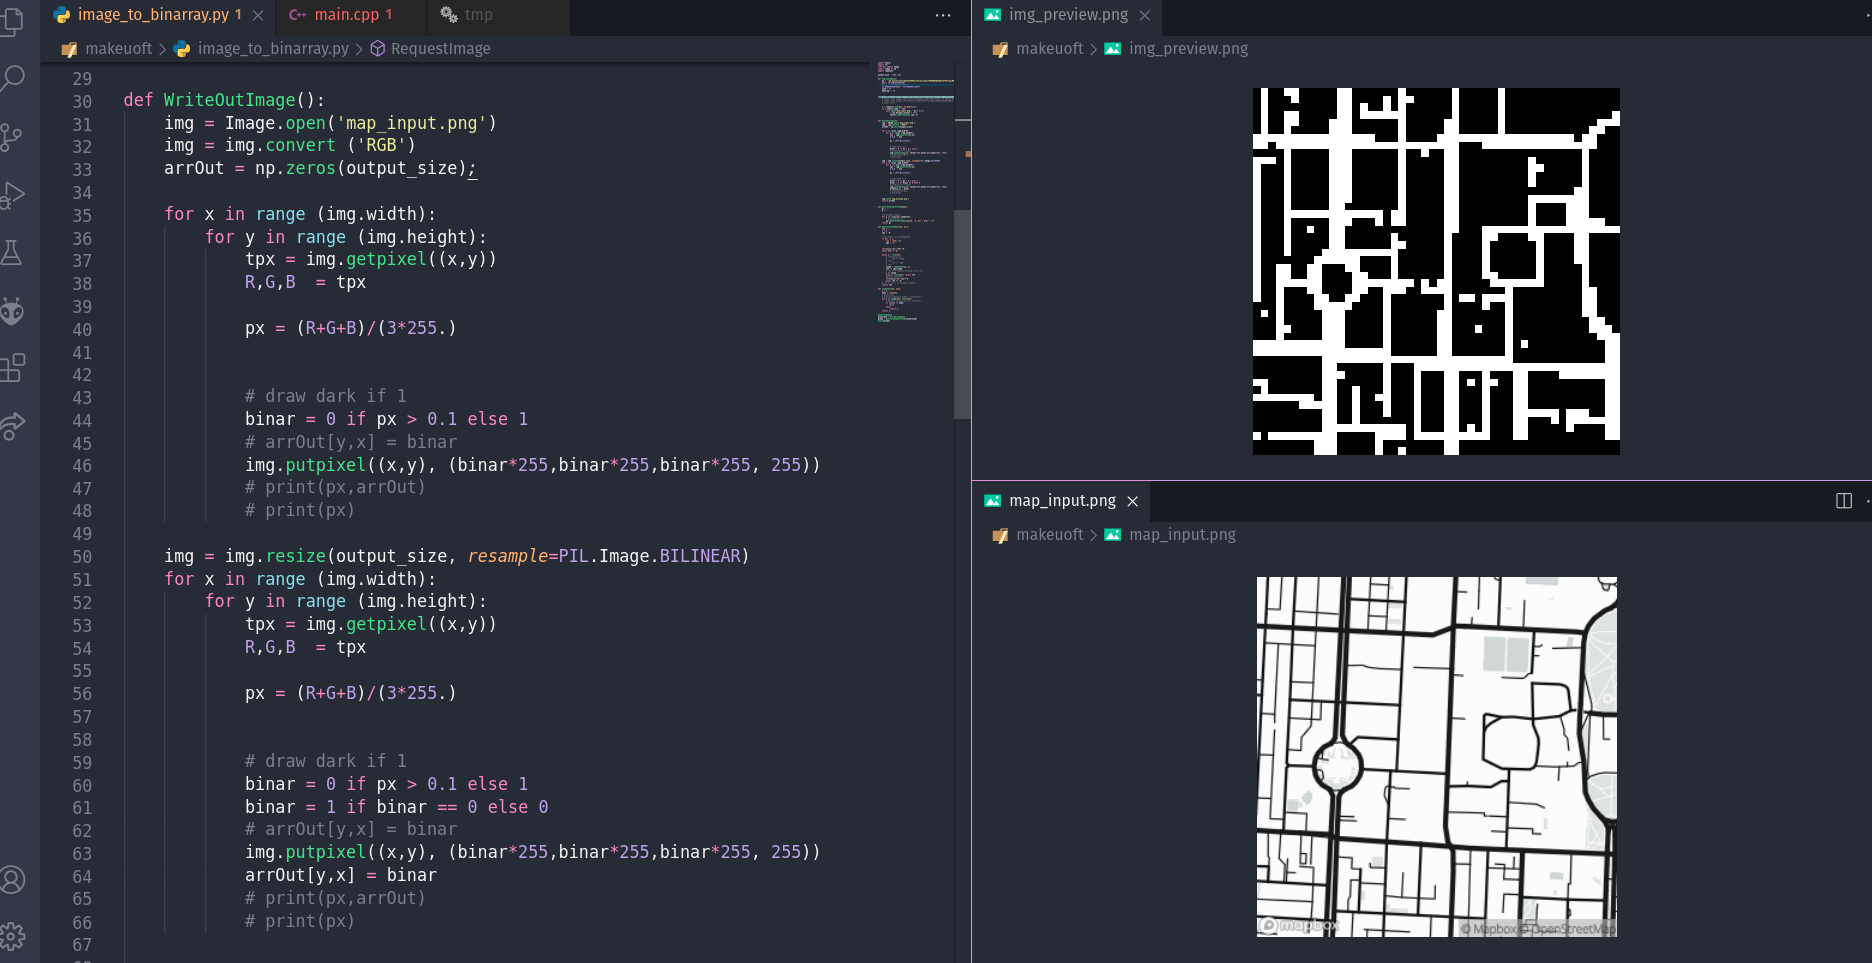 image_to_binarray.py 1
main.cpp 1
tmp
makeuoft > image_to_binarray.py > RequestImage
29
30 def WriteOutImage():
31 img = Image.open('map_input.png')
32 img = img.convert ('RGB')
33 arrOut = np.zeros(output_size);
34
35 for x in range (img.width):
36 for y in range (img.height):
37 tpx = img.getpixel((x,y))
38 R,G,B  = tpx
39
40 px = (R+G+B)/(3*255.)
41
42
43 # draw dark if 1
44 binar = 0 if px > 0.1 else 1
45 # arrOut[y,x] = binar
46 img.putpixel((x,y), (binar*255,binar*255,binar*255, 255))
47 # print(px,arrOut)
48 # print(px)
49
50 img = img.resize(output_size, resample=PIL.Image.BILINEAR)
51 for x in range (img.width):
52 for y in range (img.height):
53 tpx = img.getpixel((x,y))
54 R,G,B  = tpx
55
56 px = (R+G+B)/(3*255.)
57
58
59 # draw dark if 1
60 binar = 0 if px > 0.1 else 1
61 binar = 1 if binar == 0 else 0
62 # arrOut[y,x] = binar
63 img.putpixel((x,y), (binar*255,binar*255,binar*255, 255))
64 arrOut[y,x] = binar
65 # print(px,arrOut)
66 # print(px)
67
img_preview.png
makeuoft > img_preview.png
map_input.png
makeuoft > map_input.png
mapbox
© Mapbox © OpenStreetMap